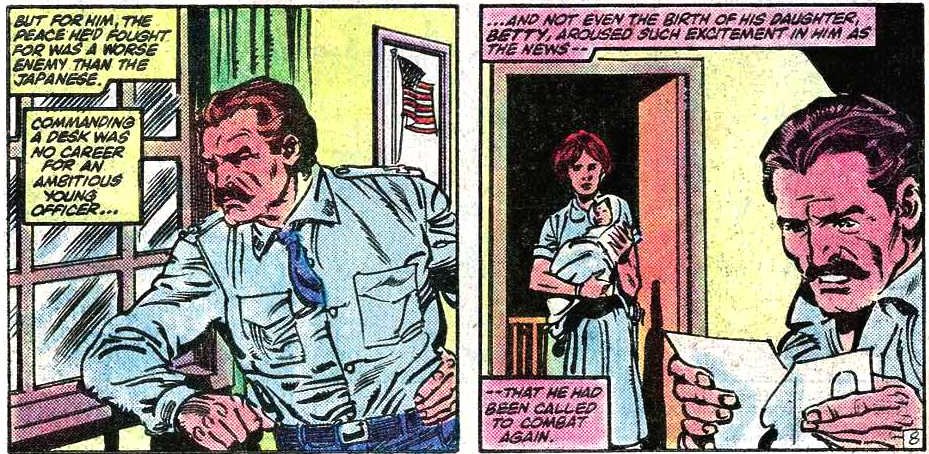 BUT FOR HIM, THE
PEACE HE'D FOUGHT
FOR WAS A WORSE
ENEMY THAN THE
JAPANESE.
COMMANDING
A DESK WAS
NO CAREER
FOR AN
AMBITIOUS
YOUNG
OFFICER...
...AND NOT EVEN THE BIRTH OF HIS DAUGHTER,
BETTY, AROUSED SUCH EXCITEMENT IN HIM AS
THE NEWS--
--THAT HE HAD
BEEN CALLED
TO COMBAT
AGAIN.
8